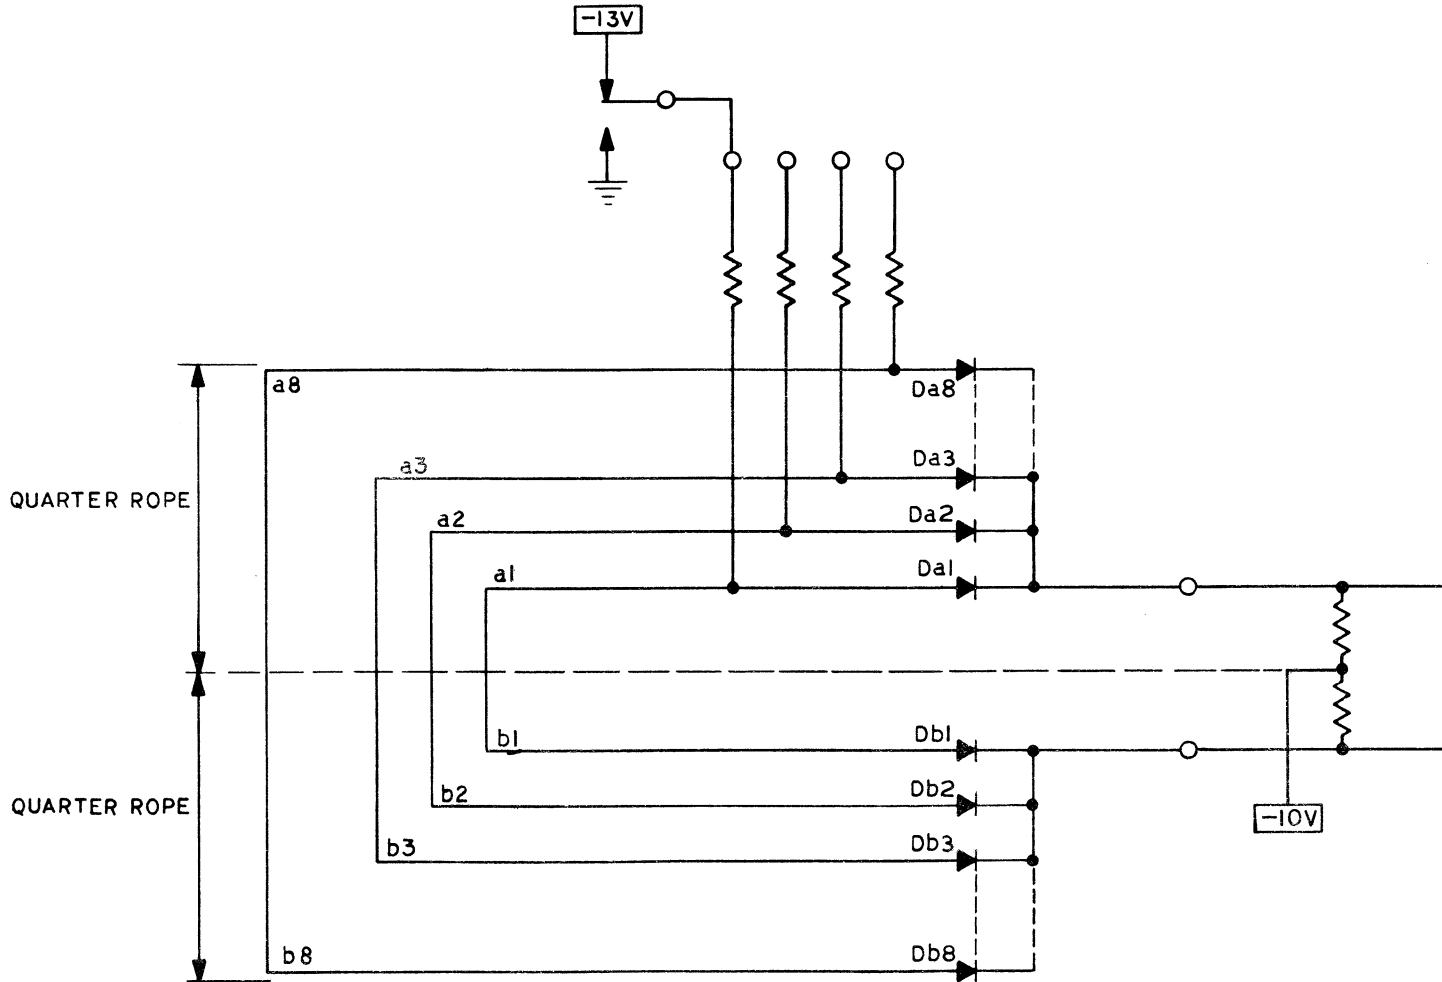 -13V
a8
Da8
a3
Da3
QUARTER ROPE
a2
Da2
a1
Da1
b1
Db1
b2
Db2
QUARTER ROPE
-10V
b3
Db3
b8
Db8